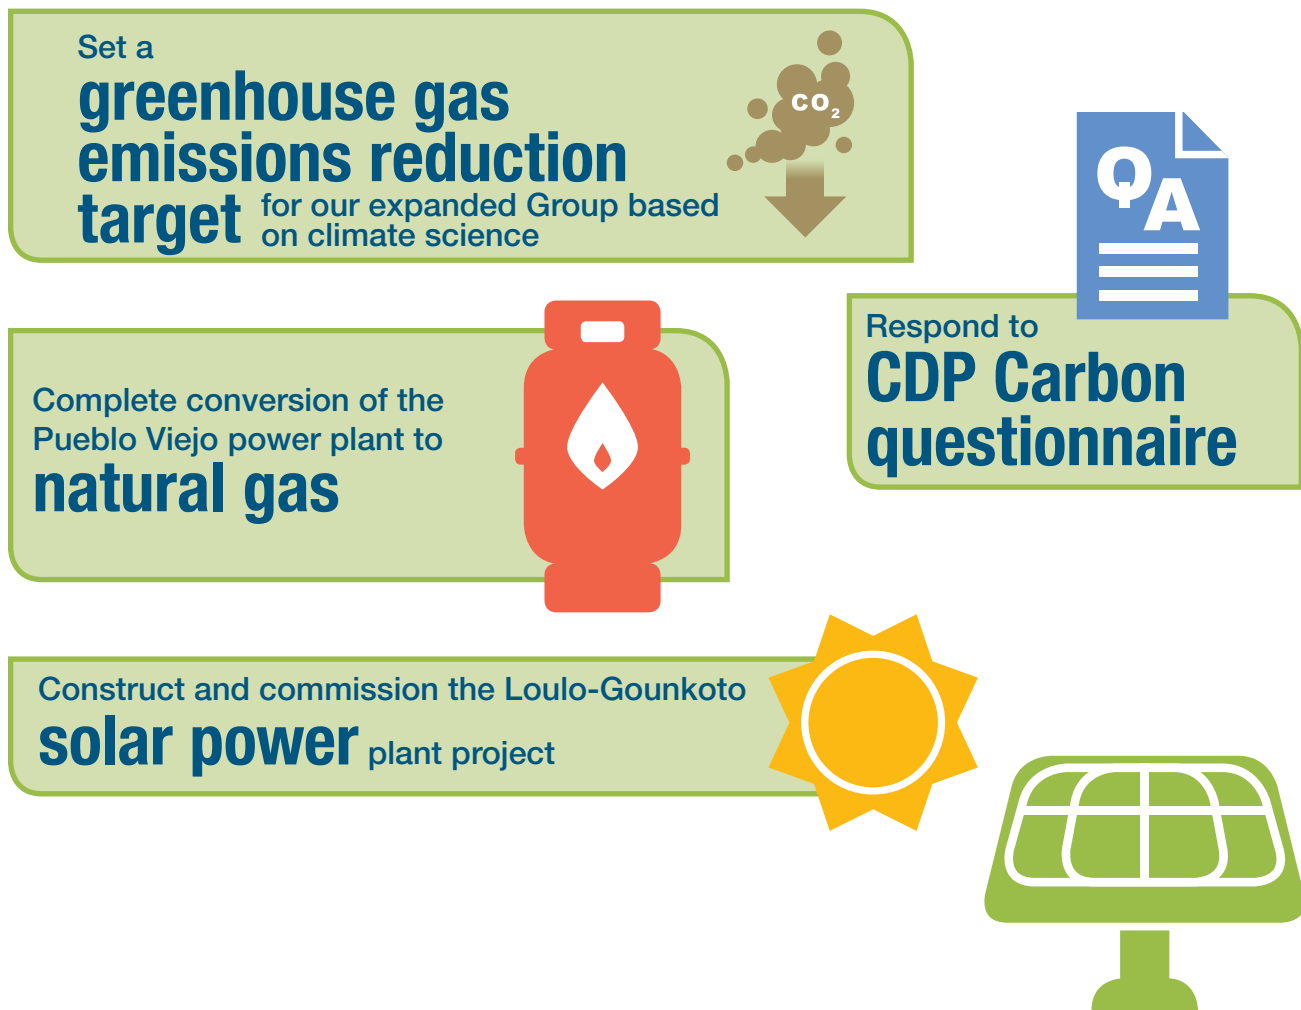 Set a
greenhouse gas
emissions reduction
target for our expanded Group based
on climate science
CO2
Q
A
Respond to
CDP Carbon
questionnaire
Complete conversion of the
Pueblo Viejo power plant to
natural gas
Construct and commission the Loulo-Gounkoto
solar power plant project